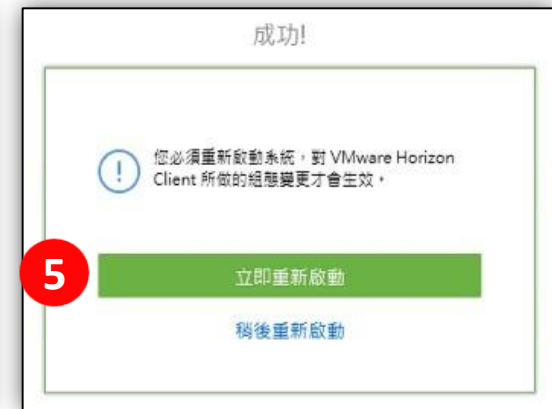 成功!
您必須重新啟動系統，對 VMware Horizon
Client 所做的組態變更才會生效。
5
立即重新啟動
稍後重新啟動